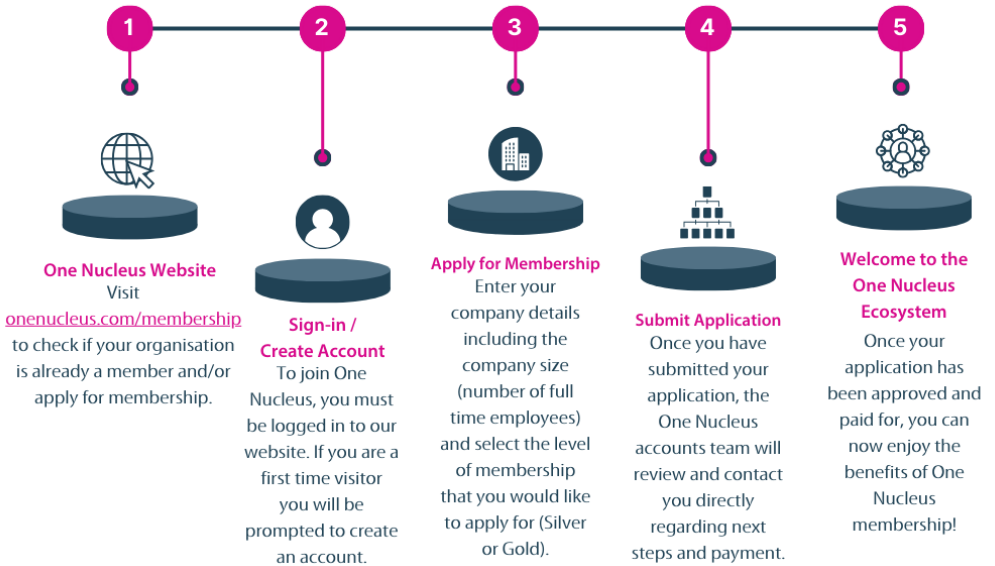 1
2
3
4
5
One Nucleus Website
Visit
onenucleus.com/membership
to check if your organisation
is already a member and/or
apply for membership.
Sign-in /
Create Account
To join One
Nucleus, you must
be logged in to our
website. If you are a
first time visitor
you will be
prompted to create
an account.
Apply for Membership
Enter your
company details
including the
company size
(number of full
time employees)
and select the level
of membership
that you would like
to apply for (Silver
or Gold).
Submit Application
Once you have
submitted your
application, the
One Nucleus
accounts team will
review and contact
you directly
regarding next
steps and payment.
Welcome to the
One Nucleus
Ecosystem
Once your
application has
been approved and
paid for, you can
now enjoy the
benefits of One
Nucleus
membership!